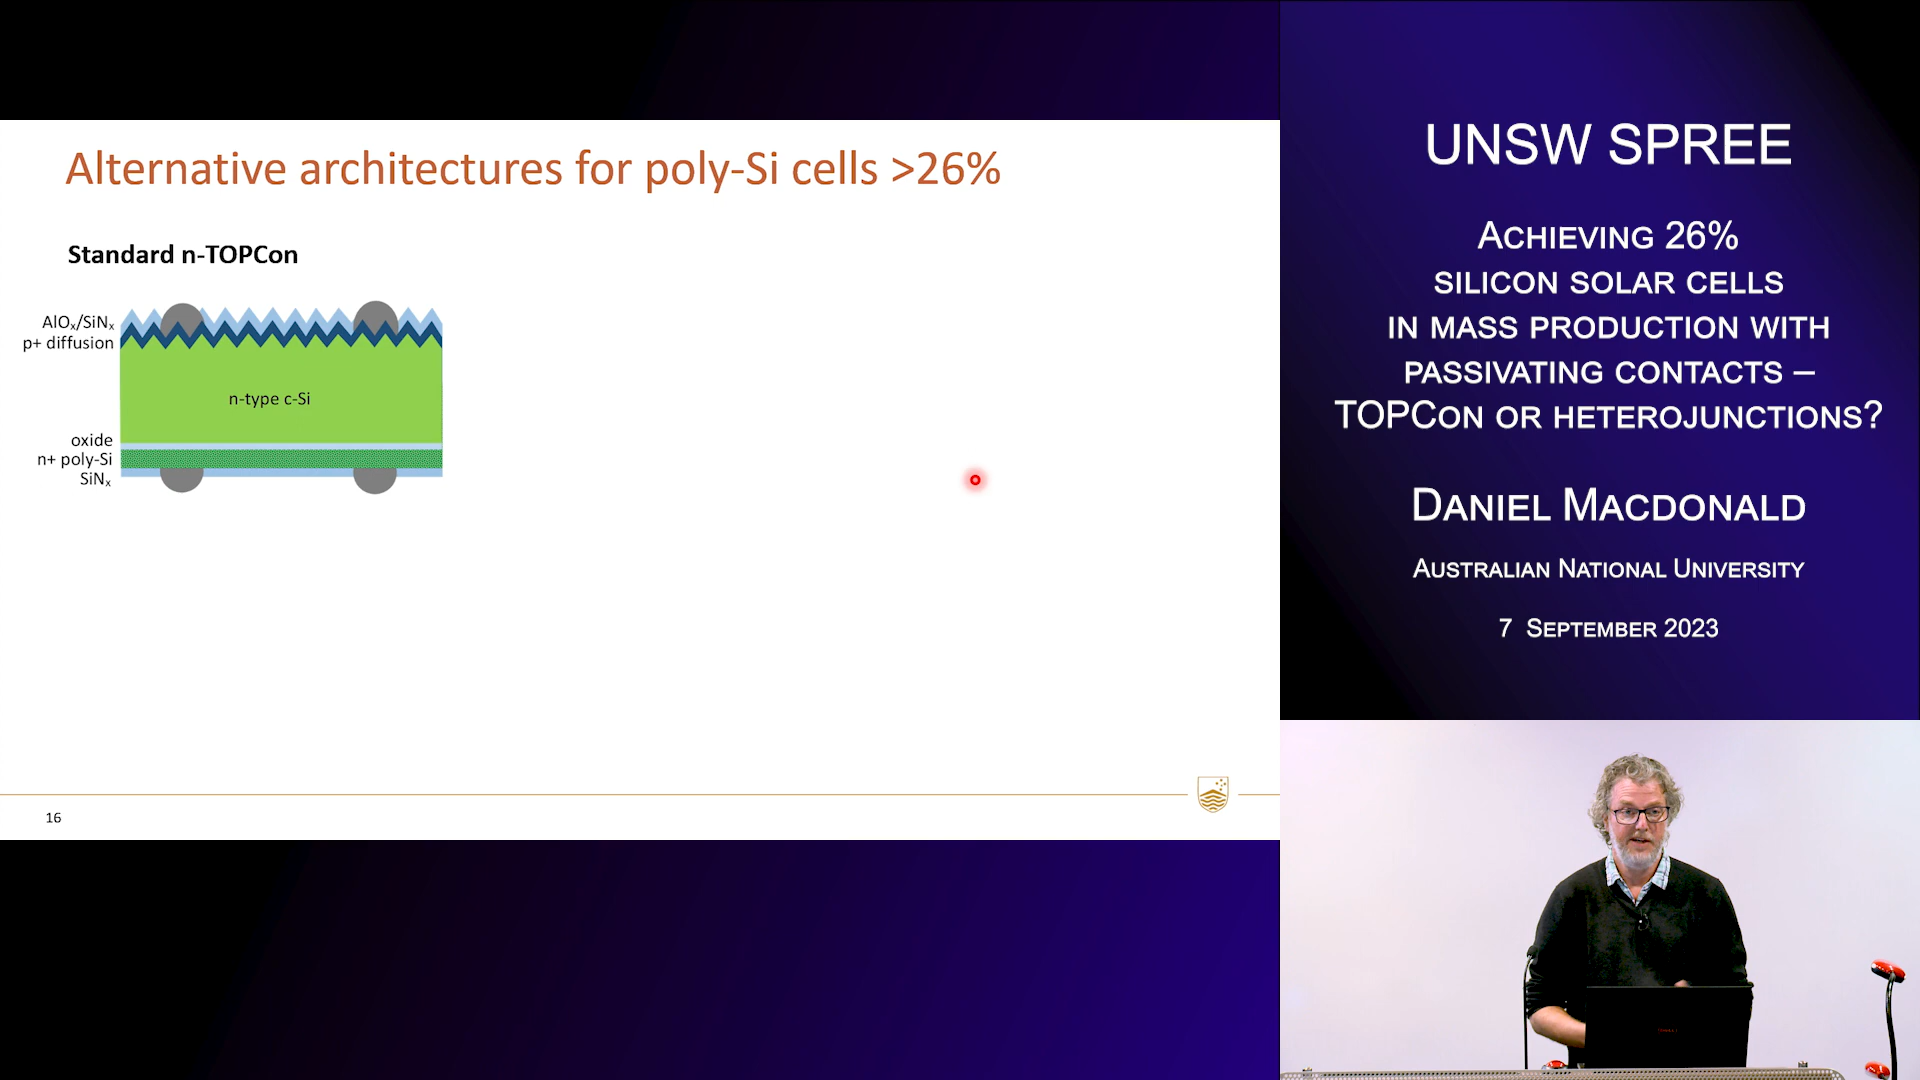 Alternative architectures for poly-Si cells >26%
Standard n-TOPCon
AlOₓ/SiNₓ
p+ diffusion
n-type c-Si
oxide
n+ poly-Si
SiNₓ
16
UNSW SPREE
Achieving 26%
silicon solar cells
in mass production with
passivating contacts –
TOPCon or heterojunctions?
Daniel Macdonald
Australian National University
7 September 2023